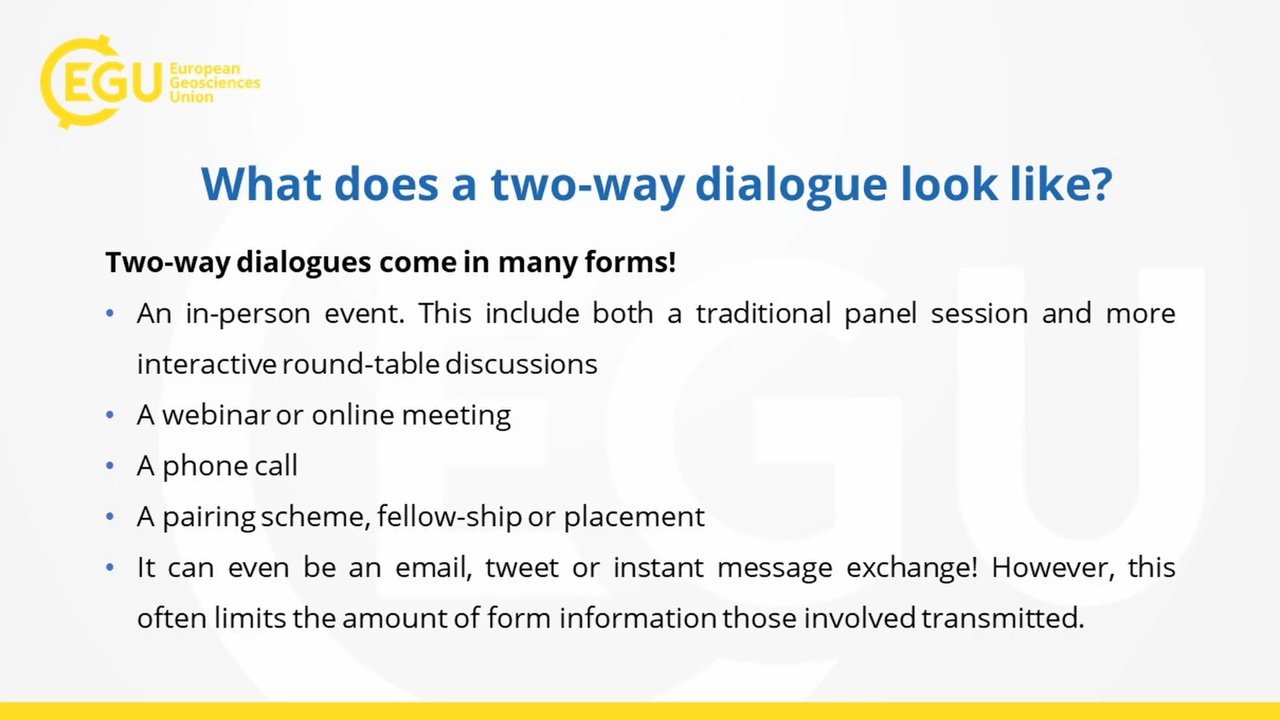 EGU
European
Geosciences
Union
What does a two-way dialogue look like?
Two-way dialogues come in many forms!
• An in-person event. This include both a traditional panel session and more
interactive round-table discussions
• A webinar or online meeting
• A phone call
• A pairing scheme, fellow-ship or placement
• It can even be an email, tweet or instant message exchange! However, this
often limits the amount of form information those involved transmitted.
EGU